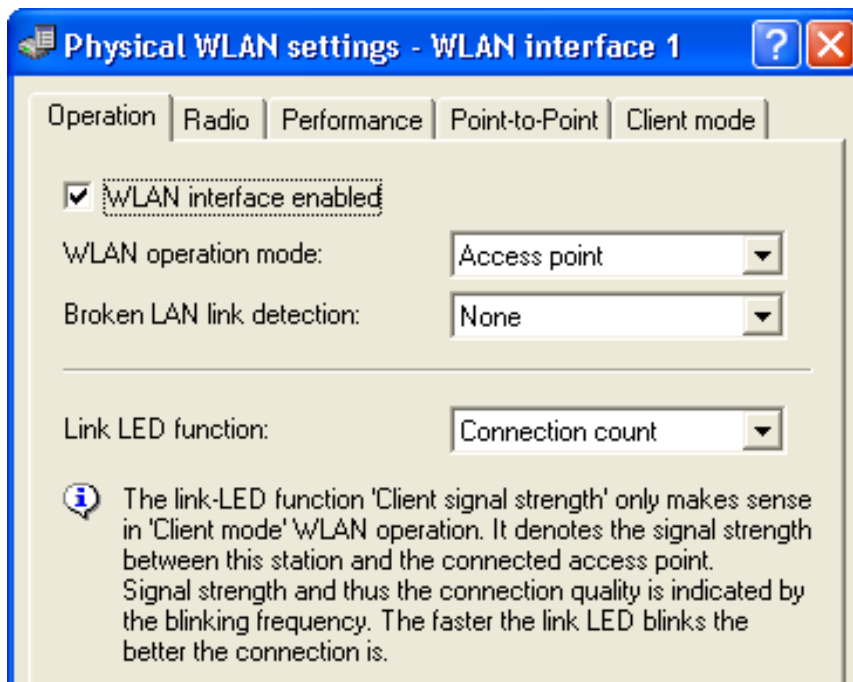 Physical WLAN settings - WLAN interface 1
?
Operation Radio Performance Point-to-Point Client mode
WLAN interface enabled
WLAN operation mode: Access point
Broken LAN link detection: None
Link LED function: Connection count
The link-LED function 'Client signal strength' only makes sense
in 'Client mode' WLAN operation. It denotes the signal strength
between this station and the connected access point.
Signal strength and thus the connection quality is indicated by
the blinking frequency. The faster the link LED blinks the
better the connection is.